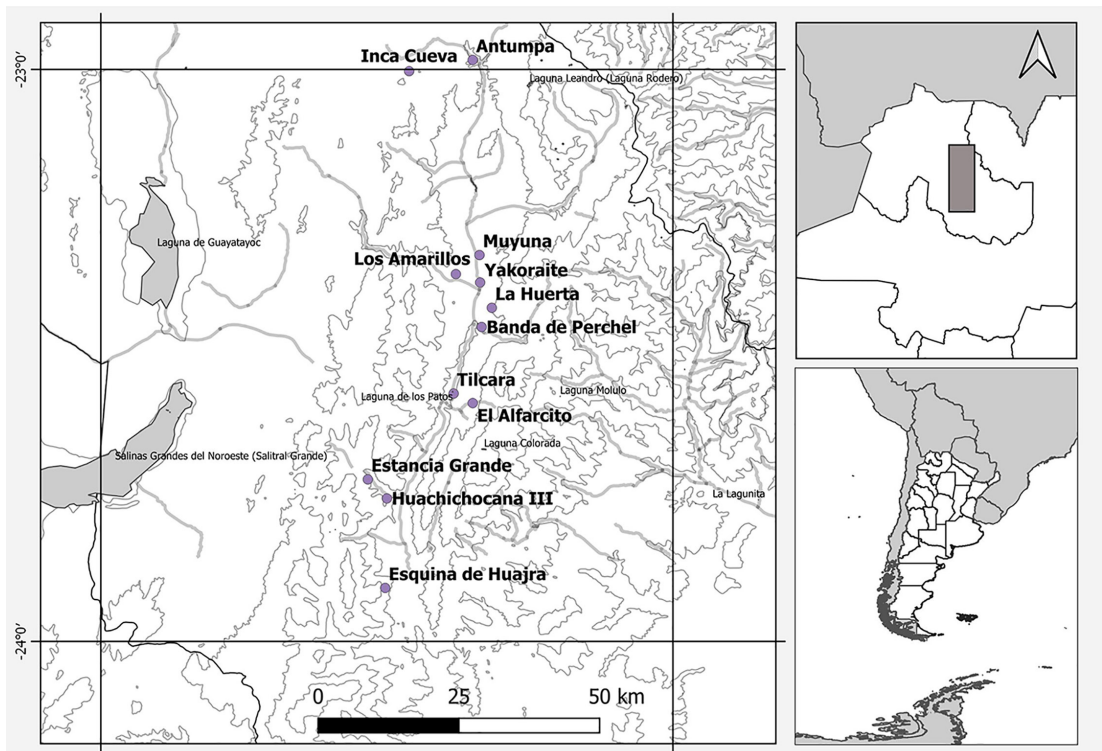 Antumpa
Inca Cueva
-23°0'
Laguna Leandro (Laguna Rodero)
Muyuna
Laguna de Guayatayoc
Los Amarillos
Yakoraite
La Huerta
Banda de Perchel
Tilcara
Laguna de los Patos
Laguna Molulo
El Alfarcito
Laguna Colorada
Salinas Grandes del Noroeste (Salitral Grande)
Estancia Grande
La Lagunita
Huachichocana III
Esquina de Huajra
-24°0'
0 25 50 km